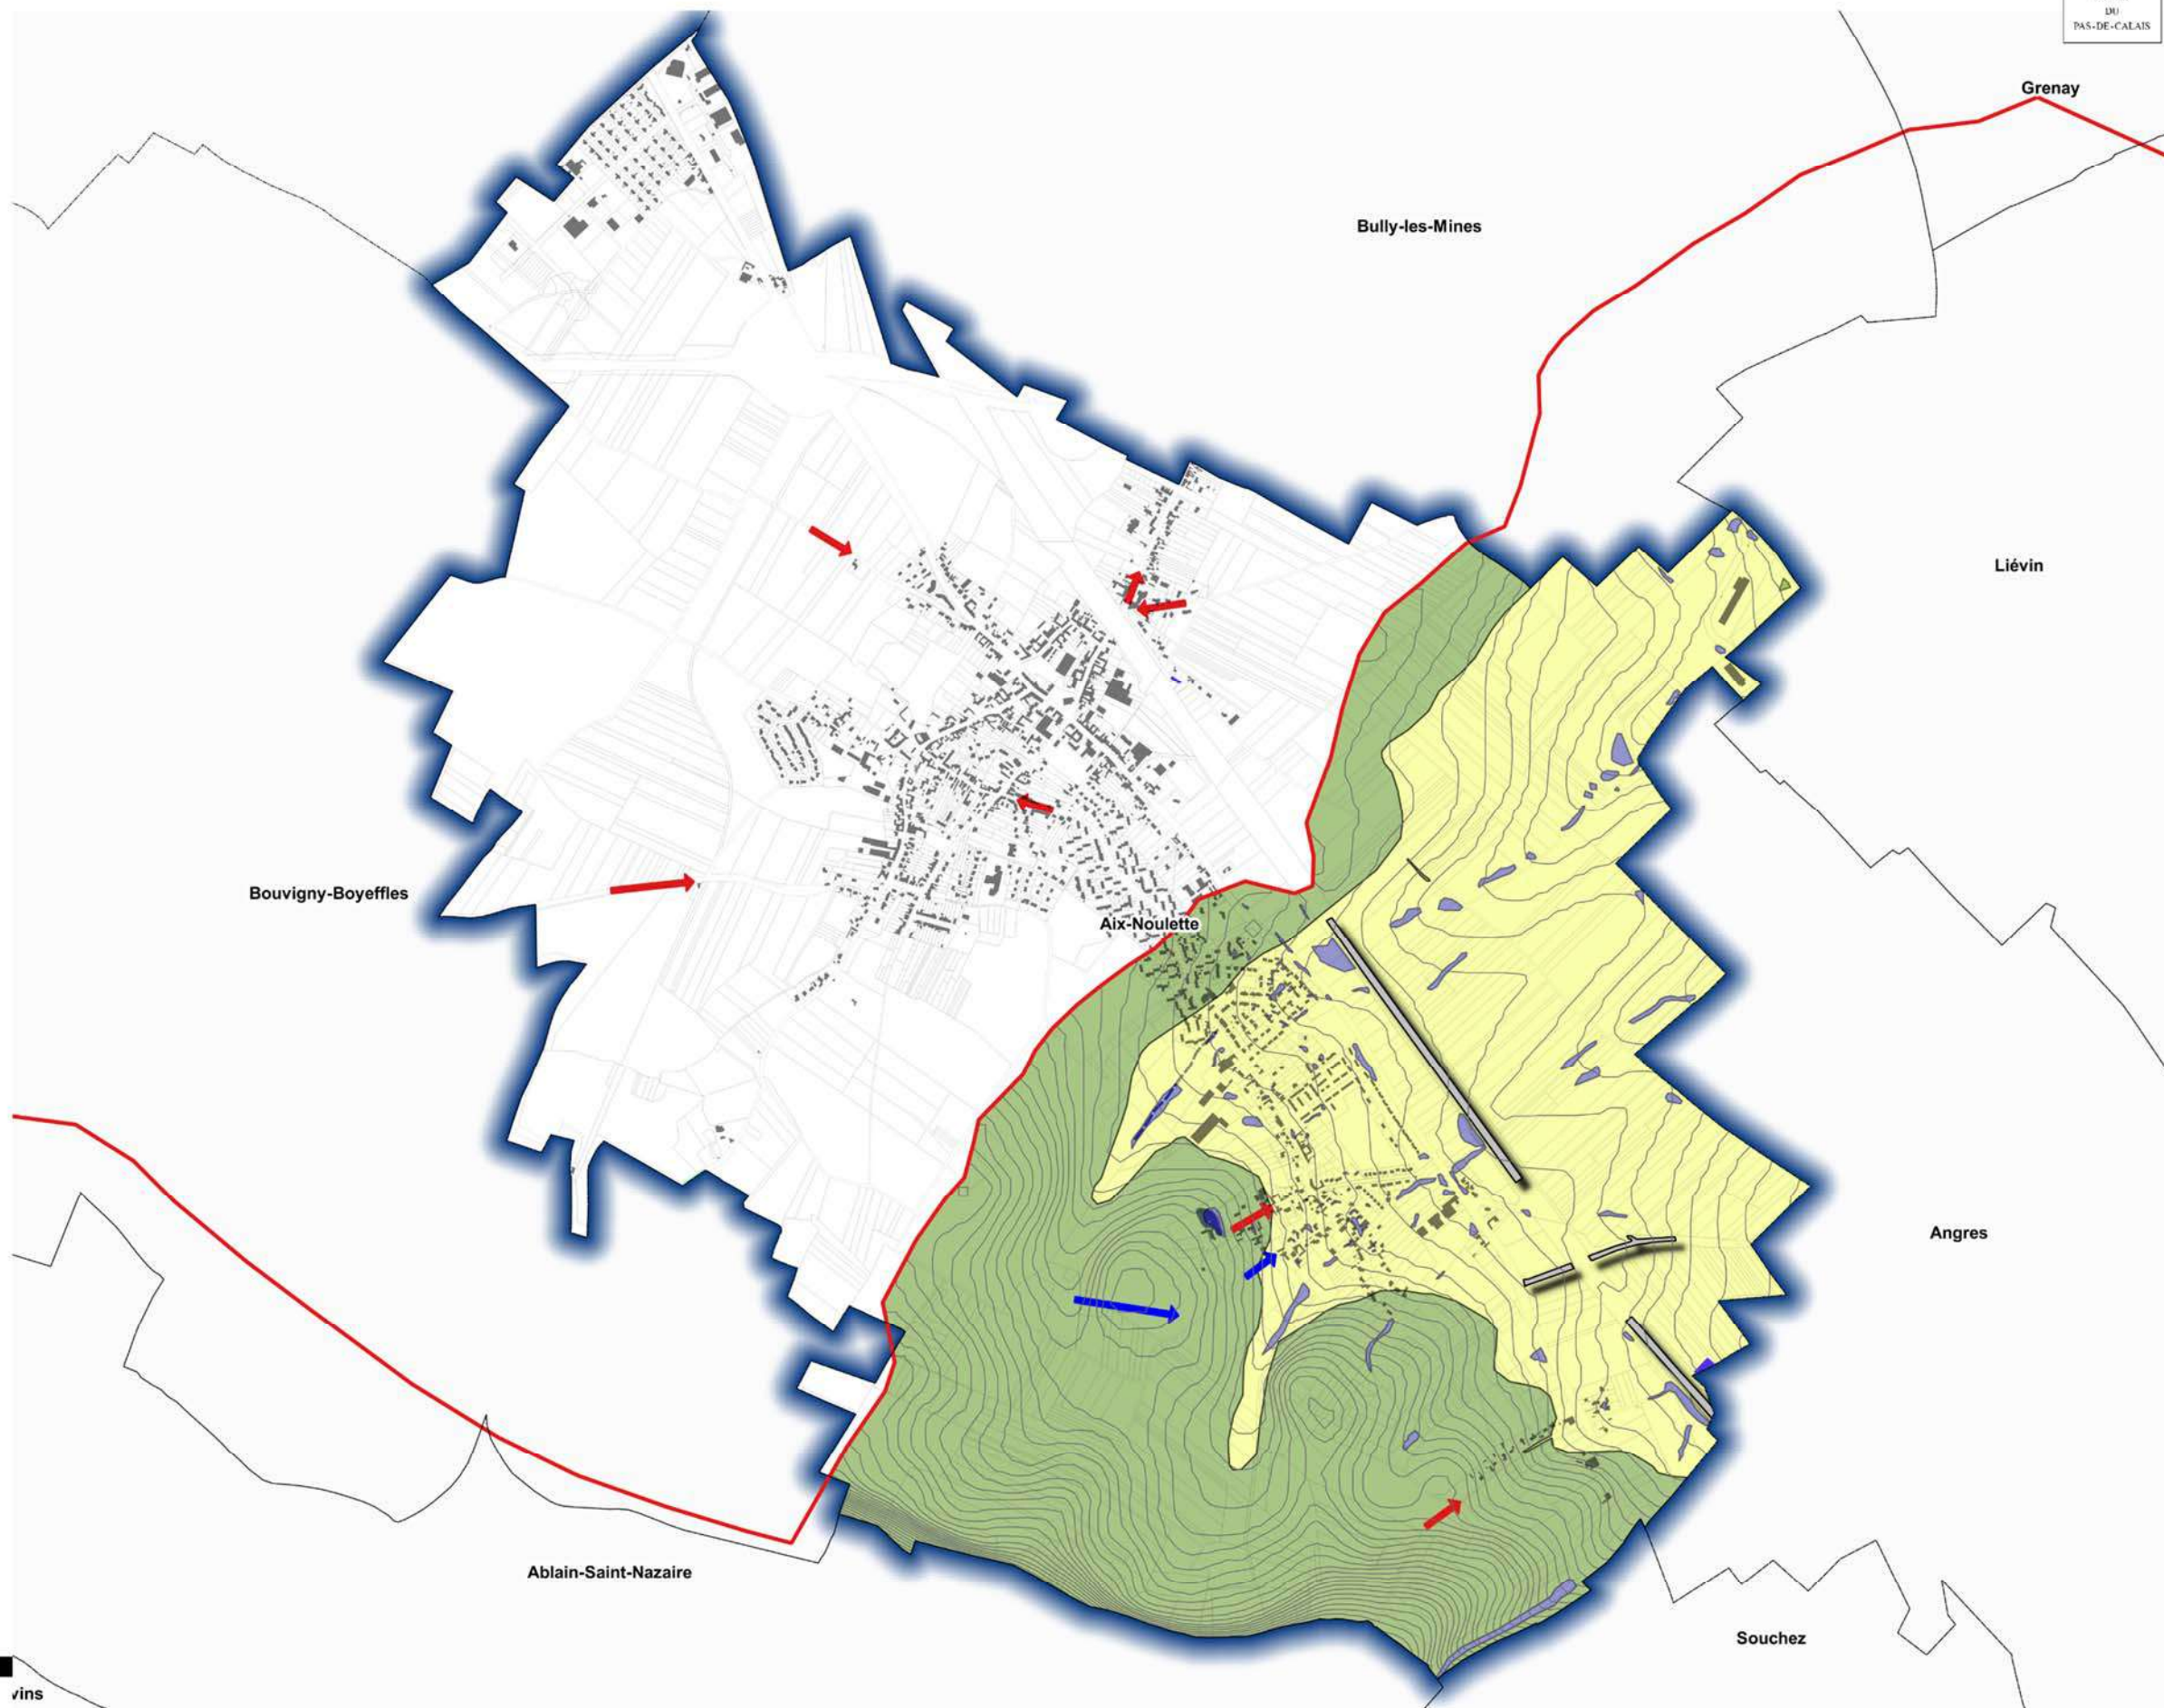 DU
PAS-DE-CALAIS
Grenay
Bully-les-Mines
Liévin
Bouvigny-Boyeffles
Aix-Noulette
Angres
Ablain-Saint-Nazaire
Souchez
vins